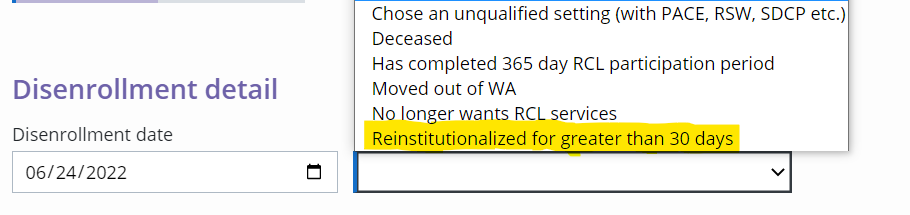 Chose an unqualified setting (with PACE, RSW, SDCP etc.)
Deceased
Has completed 365 day RCL participation period
Moved out of WA
No longer wants RCL services
Reinstitutionalized for greater than 30 days
Disenrollment detail
Disenrollment date
06/24/2022